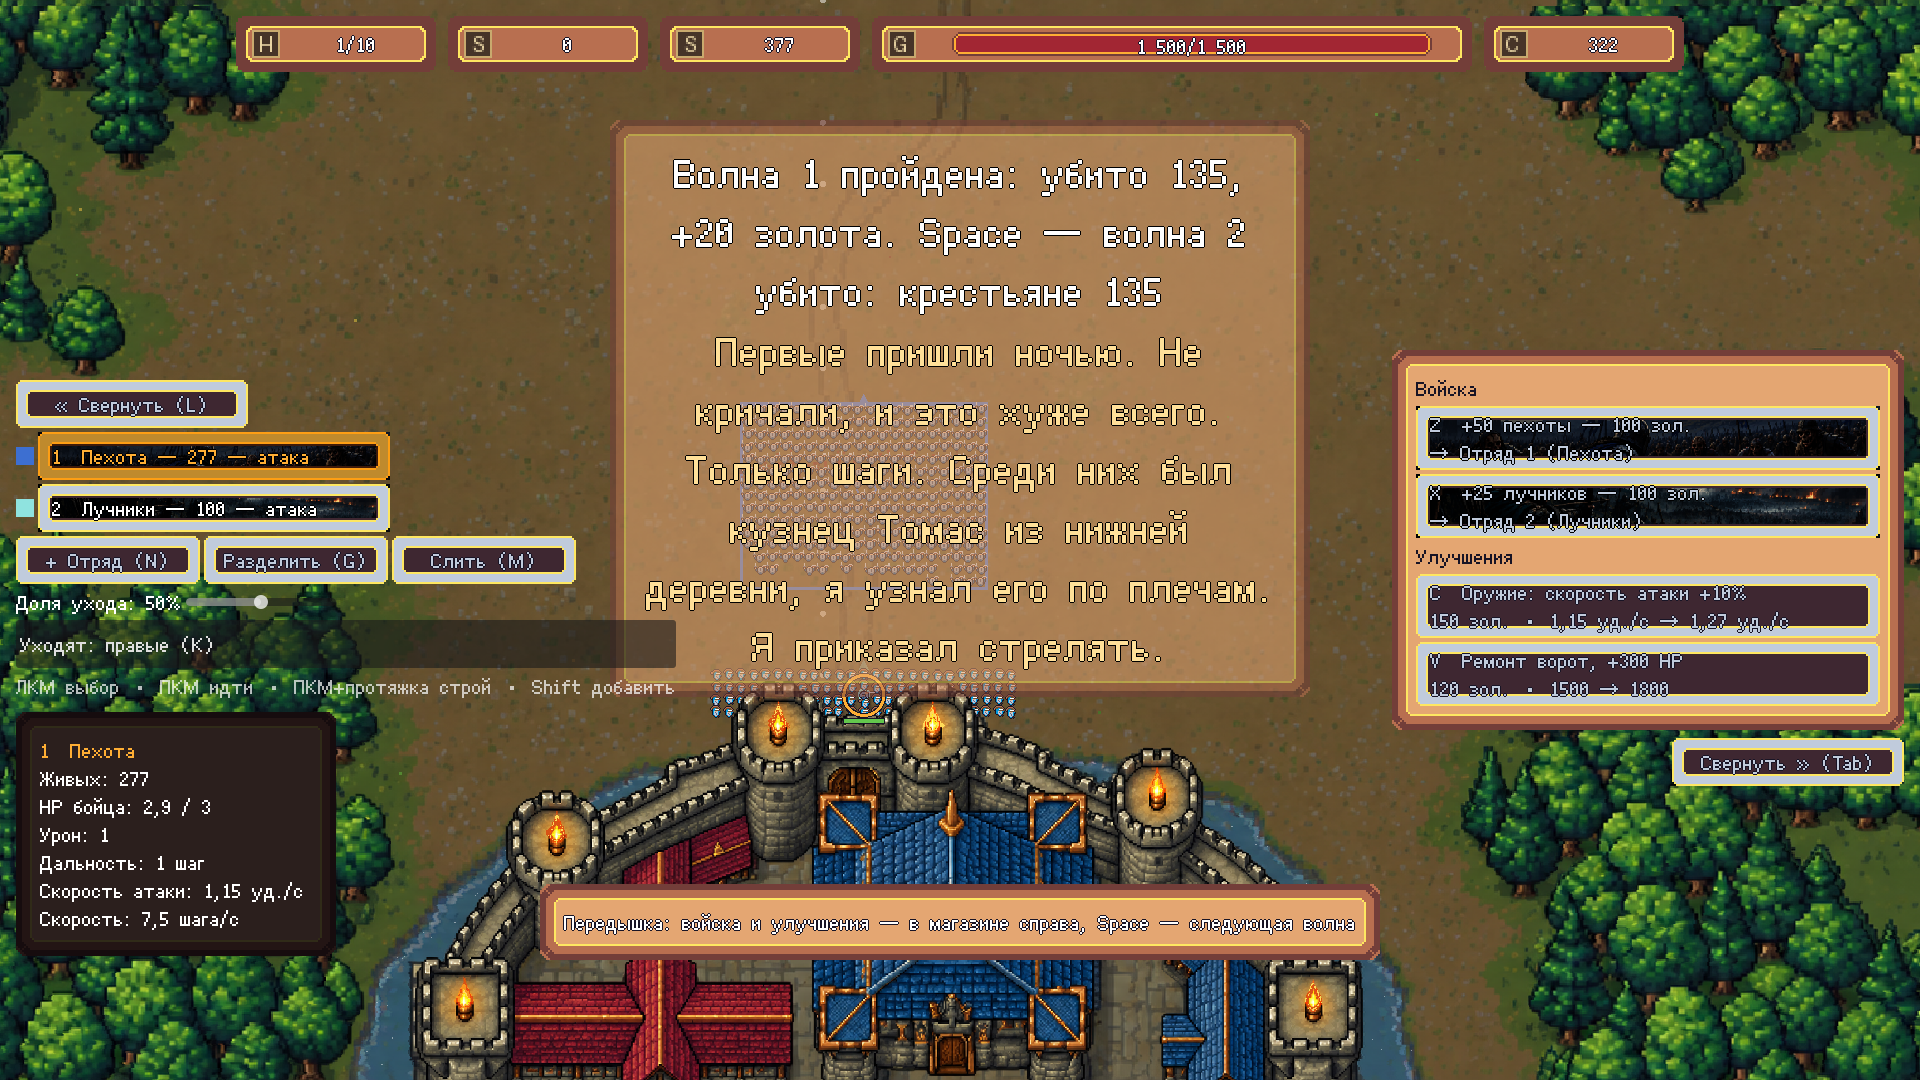 H 1/10
S 0
S 377
G 1 500/1 500
C 322
Волна 1 пройдена: убито 135,
+20 золота. Space — волна 2
убито: крестьяне 135
Первые пришли ночью. Не
кричали, и это хуже всего.
Только шаги. Среди них был
кузнец Томас из нижней
деревни, я узнал его по плечам.
Я приказал стрелять.
« Свернуть (L)
1 Пехота — 277 — атака
2 Лучники — 100 — атака
+ Отряд (N)
Разделить (G)
Слить (M)
Доля ухода: 50%
Уходят: правые (K)
ЛКМ выбор · ПКМ идти · ПКМ+протяжка строй · Shift добавить
1 Пехота
Живых: 277
HP бойца: 2,9 / 3
Урон: 1
Дальность: 1 шаг
Скорость атаки: 1,15 уд./с
Скорость: 7,5 шага/с
Войска
Z +50 пехоты — 100 зол.
→ Отряд 1 (Пехота)
X +25 лучников — 100 зол.
→ Отряд 2 (Лучники)
Улучшения
C Оружие: скорость атаки +10%
150 зол. · 1,15 уд./с → 1,27 уд./с
V Ремонт ворот, +300 HP
120 зол. · 1500 → 1800
Свернуть » (Tab)
Передышка: войска и улучшения — в магазине справа, Space — следующая волна